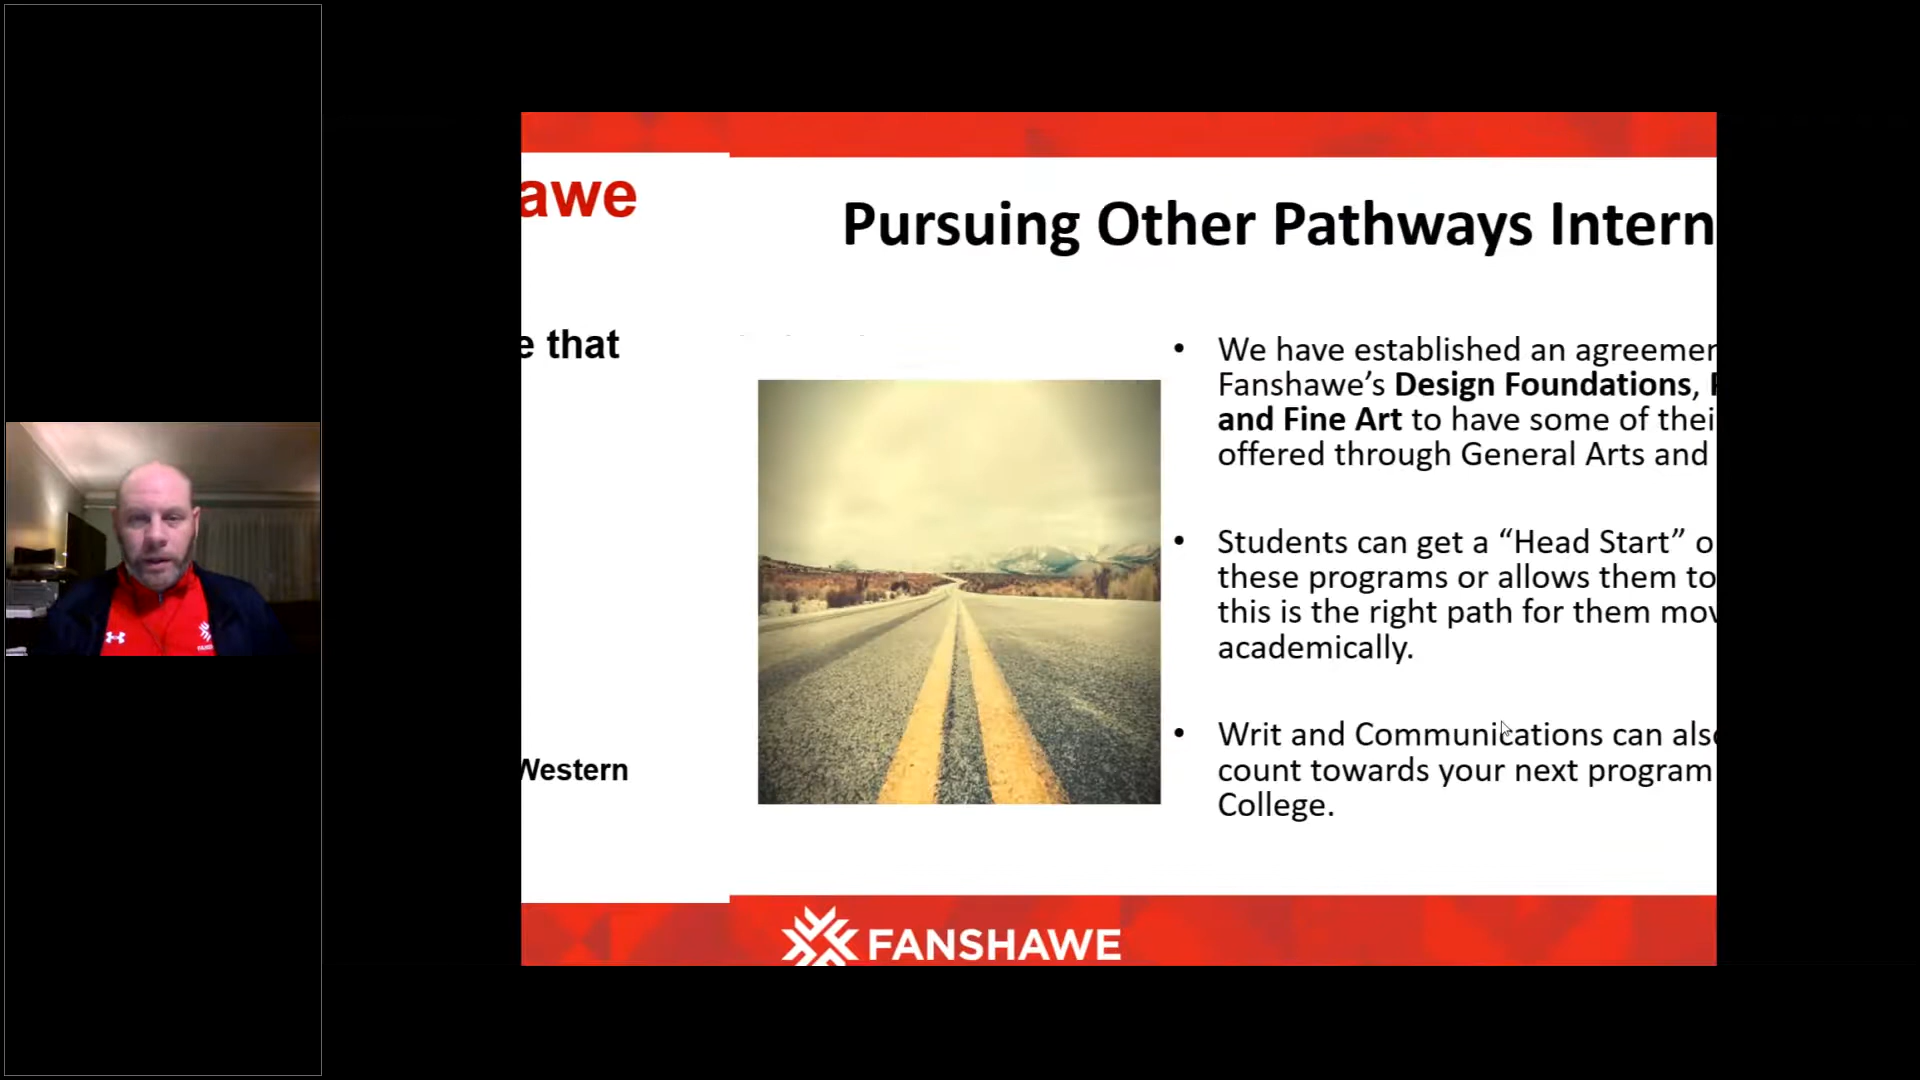 awe
e that
Western
Pursuing Other Pathways Intern
• We have established an agreemen
Fanshawe’s Design Foundations,
and Fine Art to have some of thei
offered through General Arts and
• Students can get a “Head Start” o
these programs or allows them to
this is the right path for them mov
academically.
• Writ and Communications can also
count towards your next program
College.
FANSHAWE